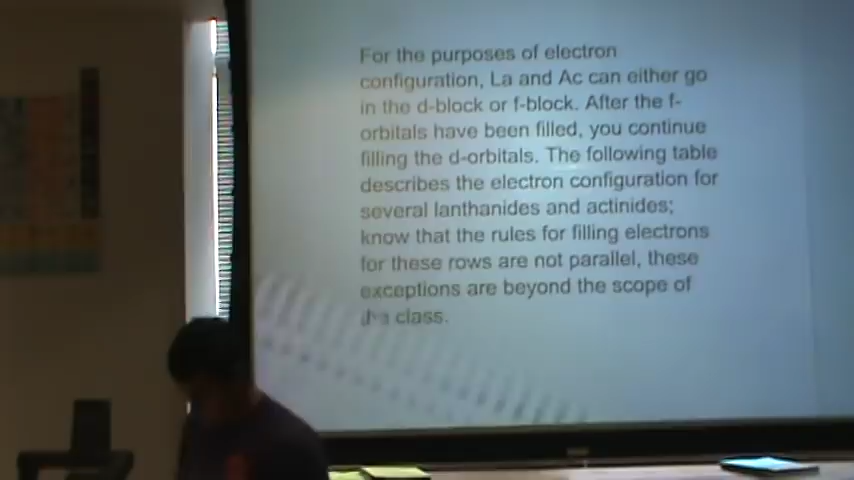 For the purposes of electron
configuration, La and Ac can either go
in the d-block or f-block. After the f-
orbitals have been filled, you continue
filling the d-orbitals. The following table
describes the electron configuration for
several lanthanides and actinides;
know that the rules for filling electrons
for these rows are not parallel, these
exceptions are beyond the scope of
the class.